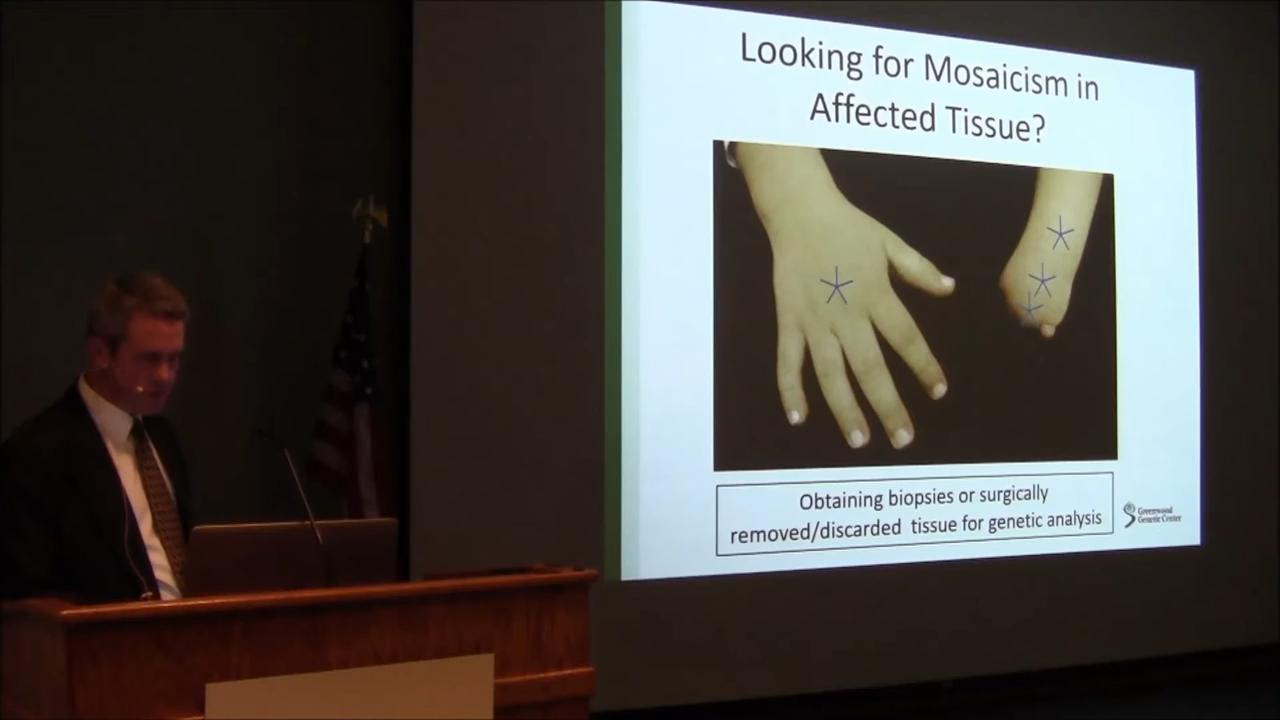 Looking for Mosaicism in
Affected Tissue?
Obtaining biopsies or surgically
removed/discarded tissue for genetic analysis
Greenwood
Genetic Center